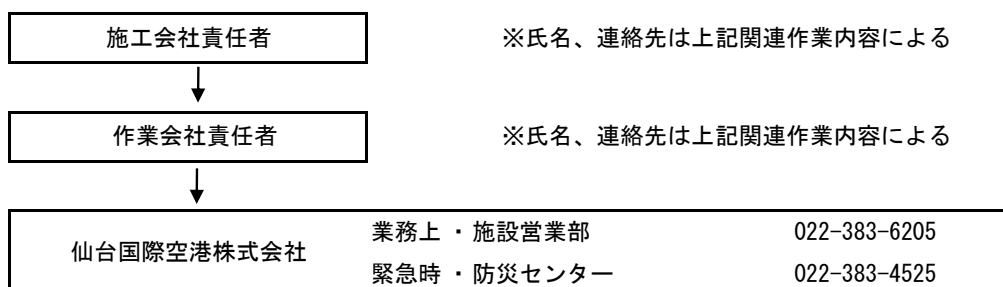 施工会社責任者 ※氏名、連絡先は上記関連作業内容による
作業会社責任者 ※氏名、連絡先は上記関連作業内容による
仙台国際空港株式会社
業務上 ・施設営業部 022-383-6205
緊急時 ・防災センター 022-383-4525